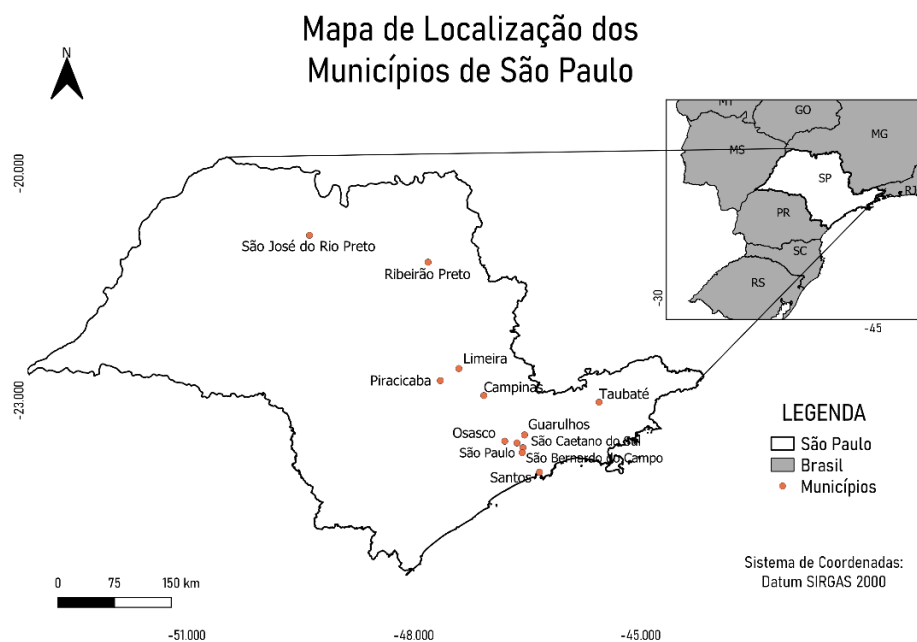 Mapa de Localização dos
Municípios de São Paulo
N
-20.000
-23.000
São José do Rio Preto
Ribeirão Preto
Limeira
Piracicaba
Campinas
Taubaté
Guarulhos
Osasco
São Caetano do Sul
São Paulo
São Bernardo do Campo
Santos
MT
GO
MS
MG
SP
RJ
PR
SC
RS
-30
-45
LEGENDA
São Paulo
Brasil
Municípios
Sistema de Coordenadas:
Datum SIRGAS 2000
0 75 150 km
-51.000 -48.000 -45.000